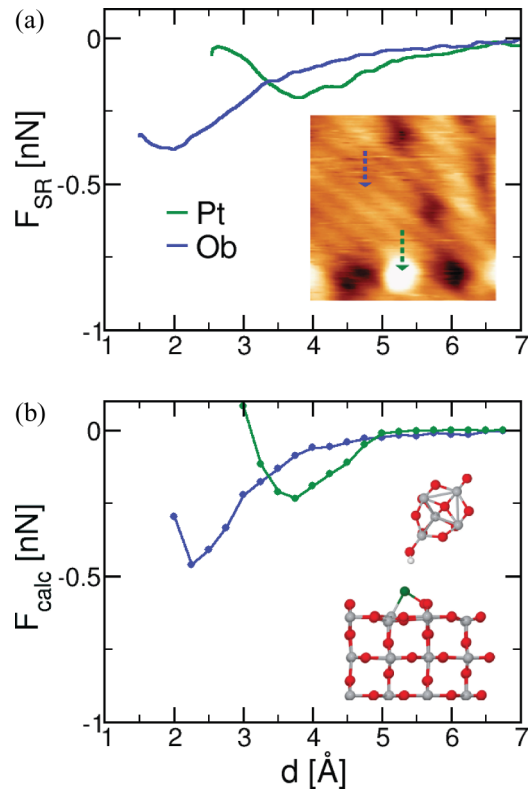 (a)
0
-0.5
-1
F_SR [nN]
Pt
Ob
1 2 3 4 5 6 7
(b)
0
-0.5
-1
F_calc [nN]
1 2 3 4 5 6 7
d [Å]